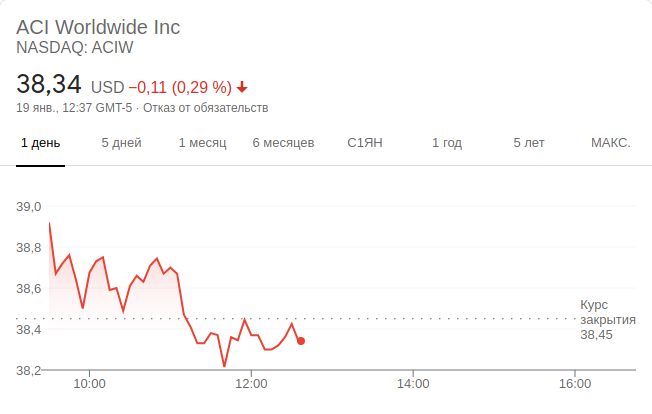 ACI Worldwide Inc
NASDAQ: ACIW
38,34 USD −0,11 (0,29 %)
19 янв., 12:37 GMT-5 · Отказ от обязательств
1 день 5 дней 1 месяц 6 месяцев С1ЯН 1 год 5 лет МАКС.
39,0
38,8
38,6
38,4
38,2
Курс
закрытия
38,45
10:00 12:00 14:00 16:00